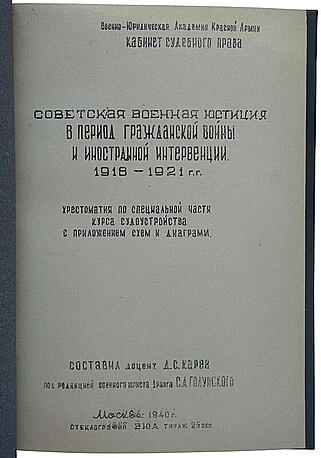 Военно-Юридическая Академия Красной Армии
Кабинет судебного права
СОВЕТСКАЯ ВОЕННАЯ ЮСТИЦИЯ
В ПЕРИОД ГРАЖДАНСКОЙ ВОЙНЫ
И ИНОСТРАННОЙ ИНТЕРВЕНЦИИ.
1918 – 1921 г.г.
Хрестоматия по специальной части
курса судоустройства
с приложением схем и диаграмм.
СОСТАВИЛ доцент Д.С. Карев
под редакцией военного юриста 1 ранга С.А. Голунского
Москва 1940 г.
Стеклография ВЮА тираж 25 экз.